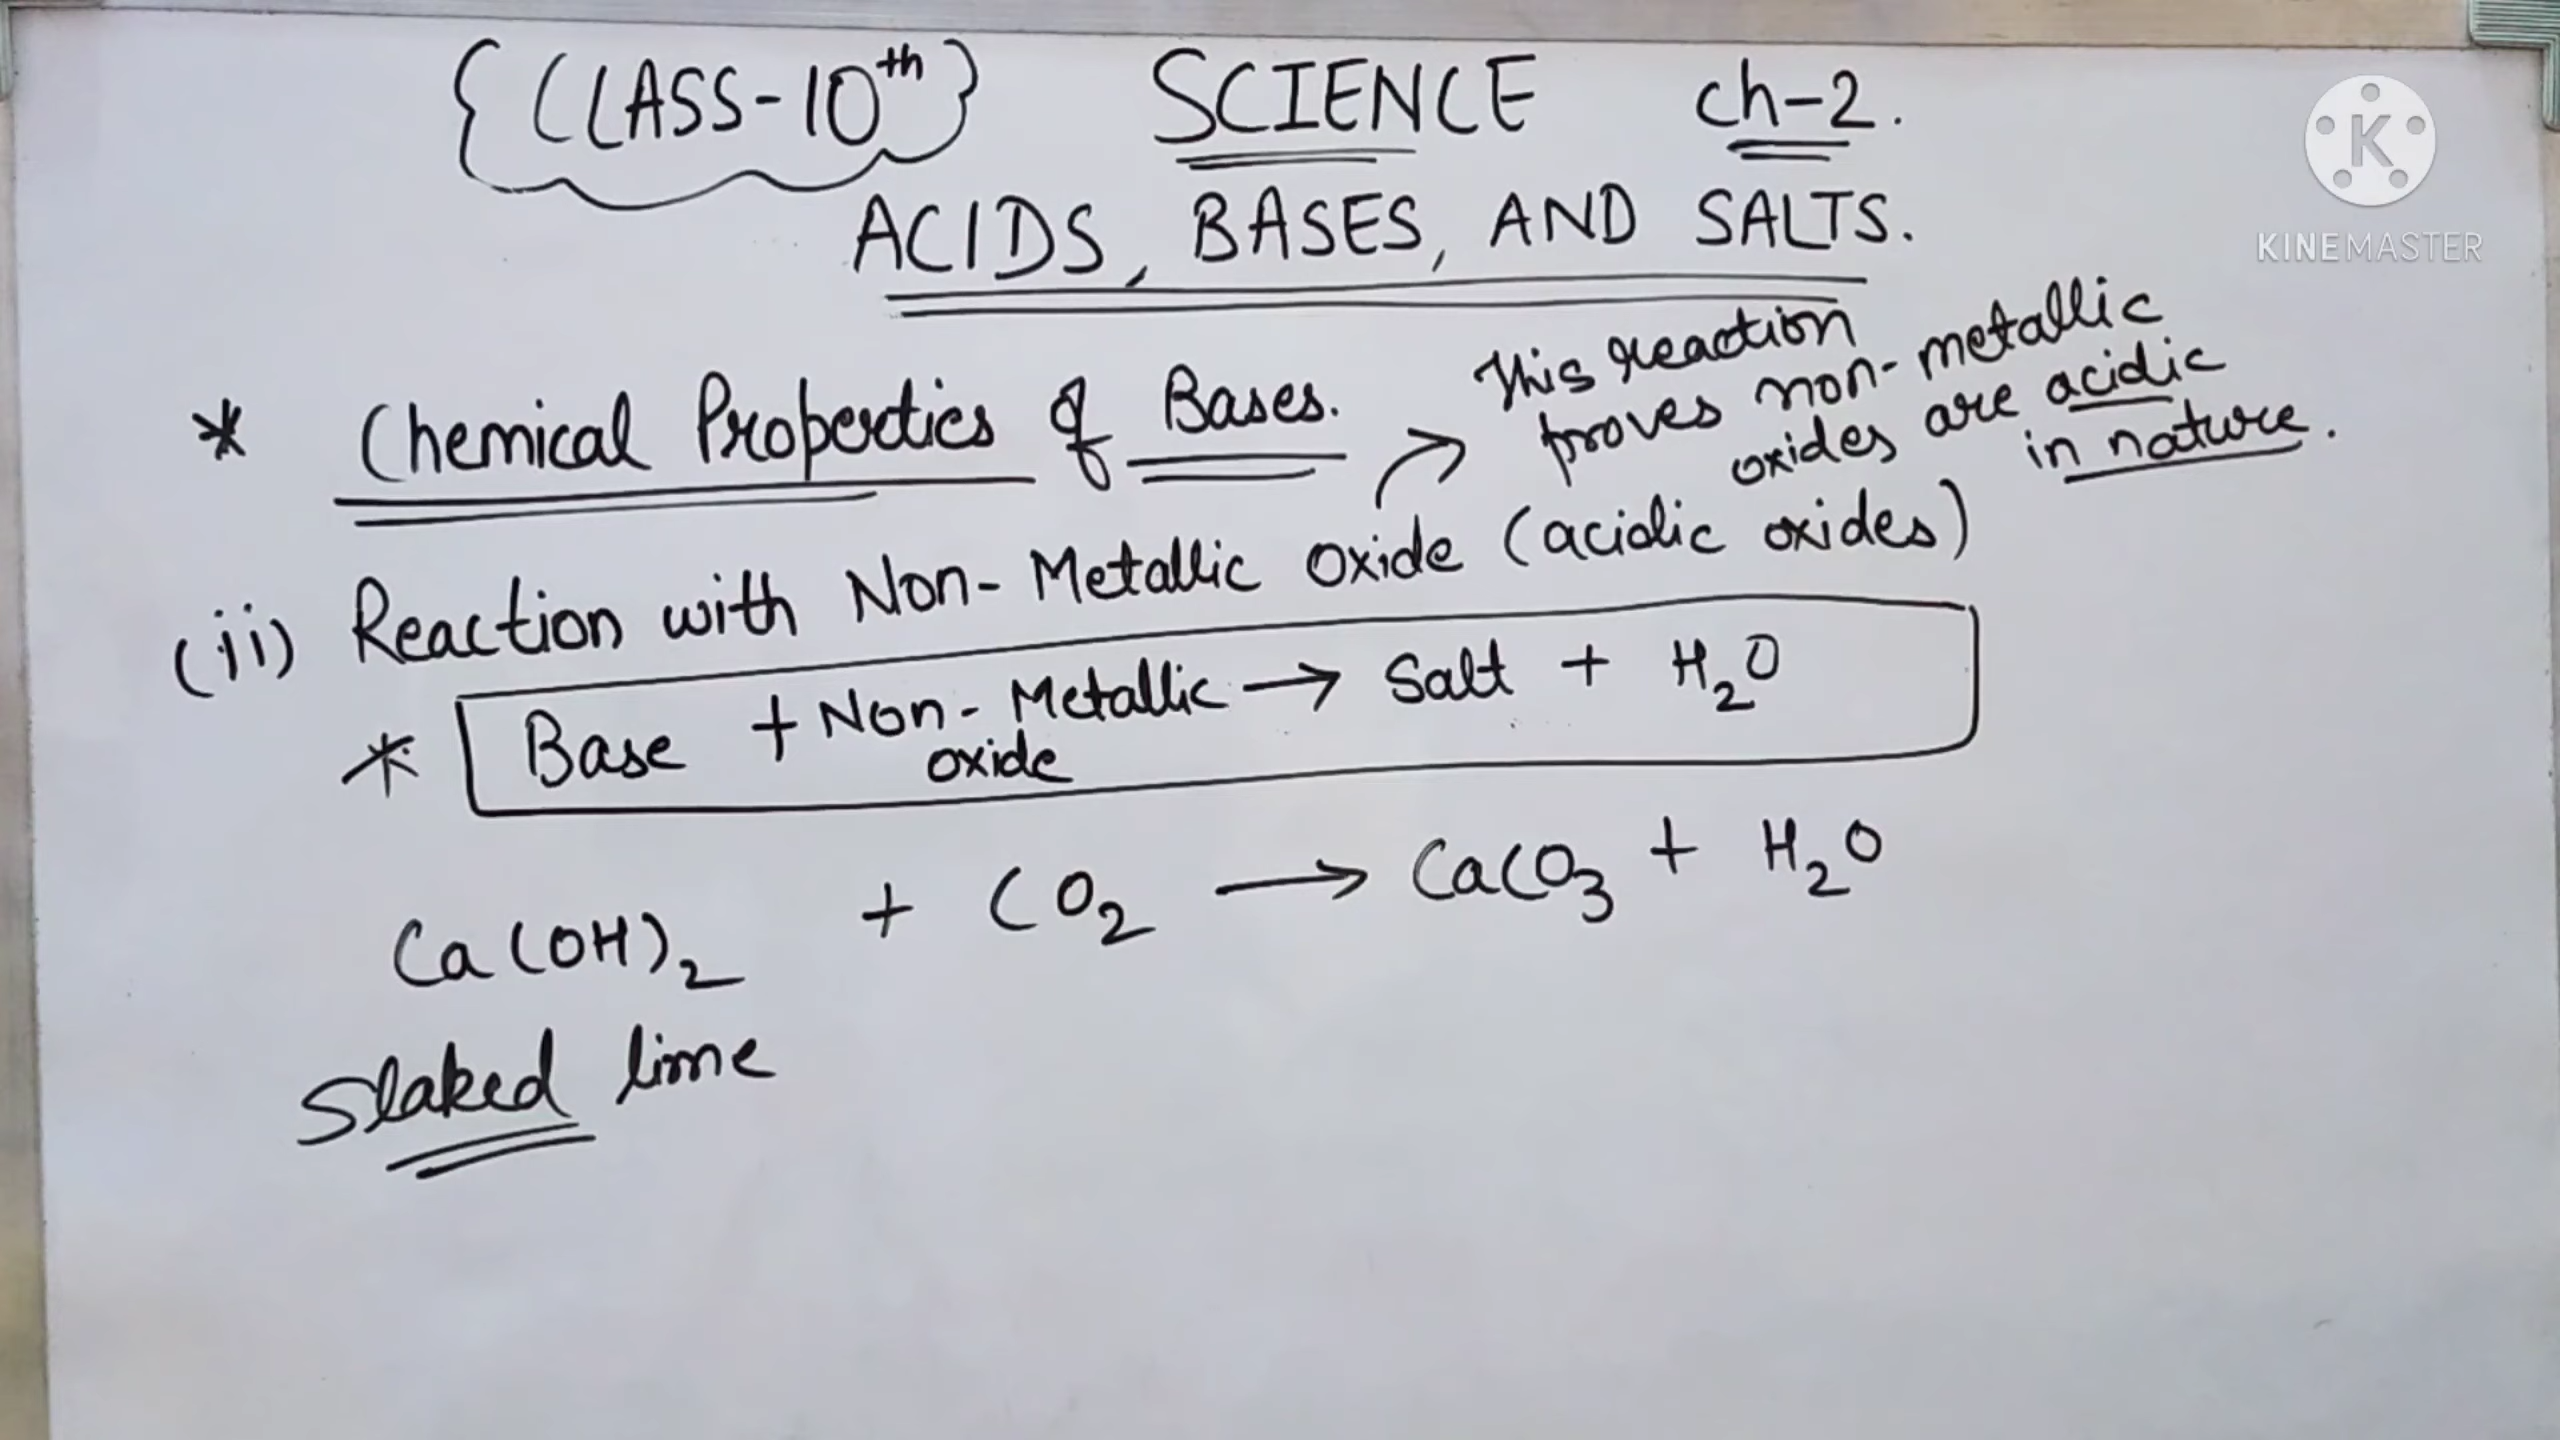 {CLASS-10th} SCIENCE ch-2.
ACIDS, BASES, AND SALTS.
* Chemical Properties of Bases.
→ This reaction
proves non-metallic
oxides are acidic
in nature.
(ii) Reaction with Non-Metallic oxide (acidic oxides)
* Base + Non-Metallic → Salt + H₂O
oxide
Ca(OH)₂ + CO₂ → CaCO₃ + H₂O
Slaked lime
K
KINEMASTER